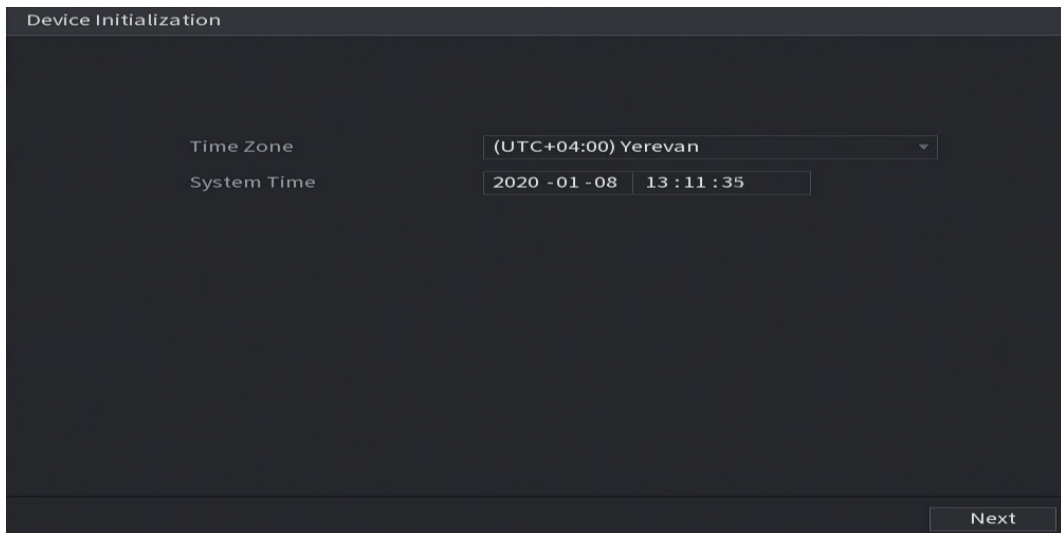 Device Initialization
Time Zone (UTC+04:00) Yerevan
System Time 2020 -01 -08 13 : 11 : 35
Next